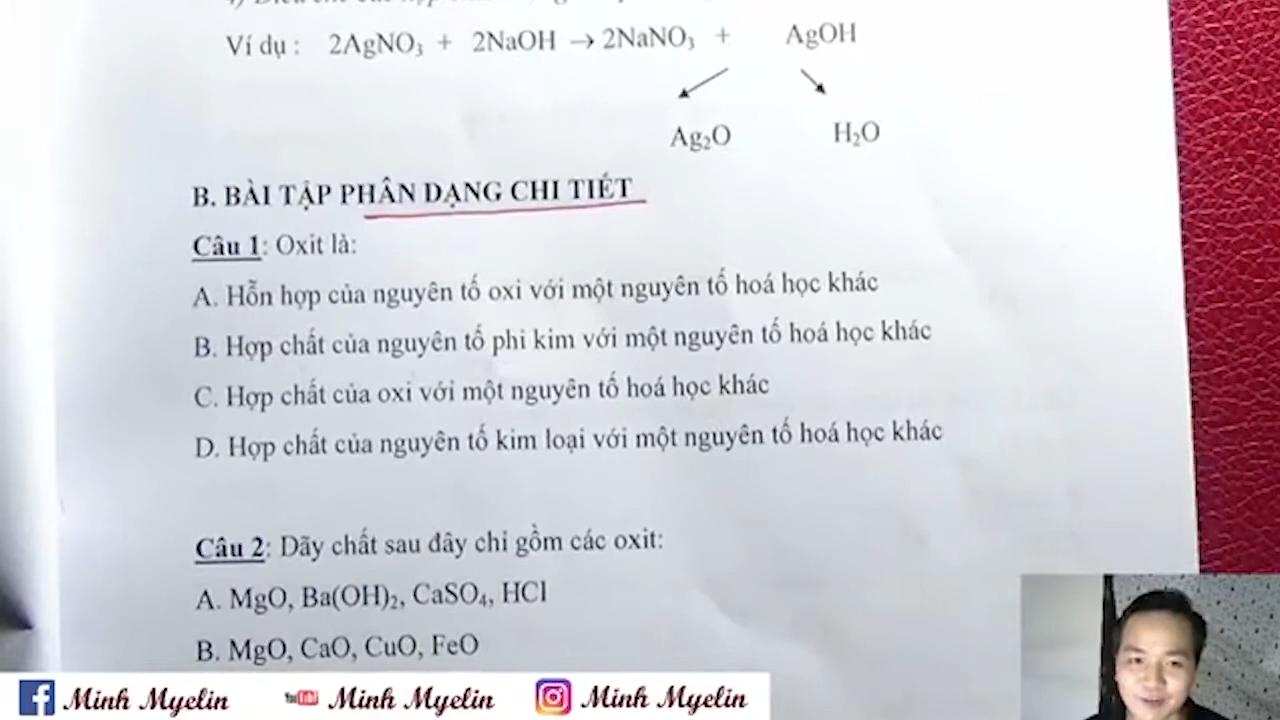 Ví dụ : 2AgNO₃ + 2NaOH → 2NaNO₃ + AgOH
Ag₂O H₂O
B. BÀI TẬP PHÂN DẠNG CHI TIẾT
Câu 1: Oxit là:
A. Hỗn hợp của nguyên tố oxi với một nguyên tố hoá học khác
B. Hợp chất của nguyên tố phi kim với một nguyên tố hoá học khác
C. Hợp chất của oxi với một nguyên tố hoá học khác
D. Hợp chất của nguyên tố kim loại với một nguyên tố hoá học khác
Câu 2: Dãy chất sau đây chỉ gồm các oxit:
A. MgO, Ba(OH)₂, CaSO₄, HCl
B. MgO, CaO, CuO, FeO
Minh Myelin Minh Myelin Minh Myelin